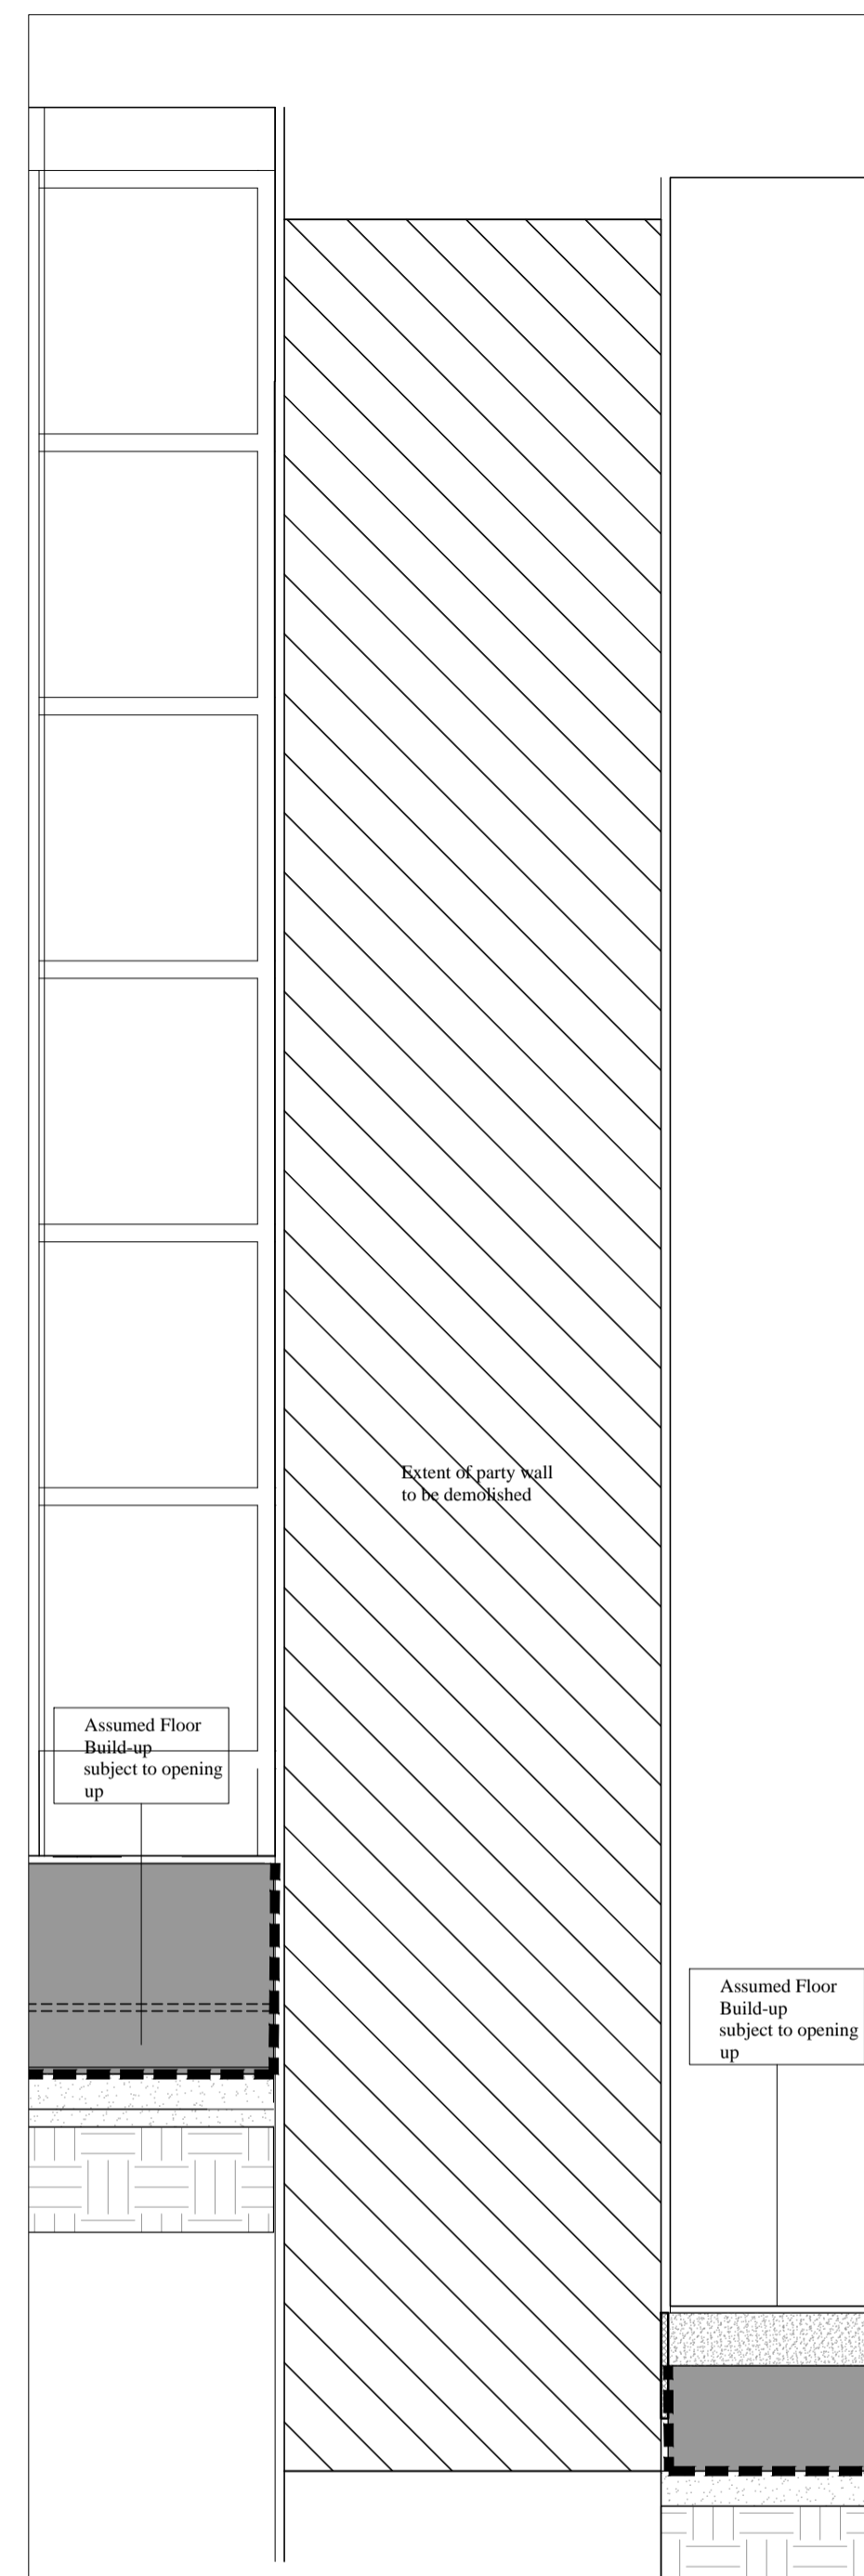 Extent of party wall
to be demolished
Assumed Floor
Build-up
subject to opening
up
Assumed Floor
Build-up
subject to opening
up